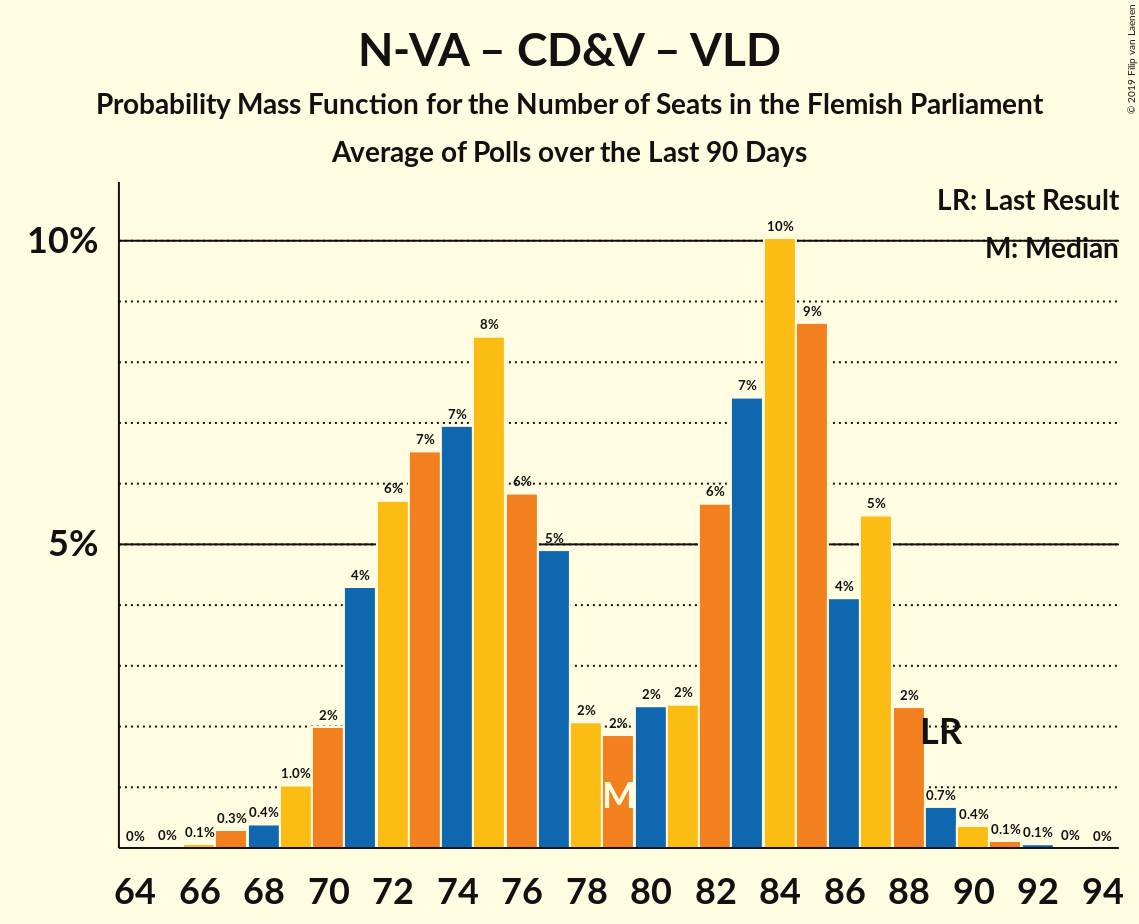 N-VA – CD&V – VLD
Probability Mass Function for the Number of Seats in the Flemish Parliament
Average of Polls over the Last 90 Days
© 2019 Filip van Laenen
LR: Last Result
M: Median
10%
5%
0% 0% 0.1% 0.3% 0.4% 1.0% 2% 4% 6% 7% 7% 8% 6% 5% 2% 2% 2% 2% 6% 7% 10% 9% 4% 5% 2% 0.7% 0.4% 0.1% 0.1% 0% 0%
LR
M
64 66 68 70 72 74 76 78 80 82 84 86 88 90 92 94